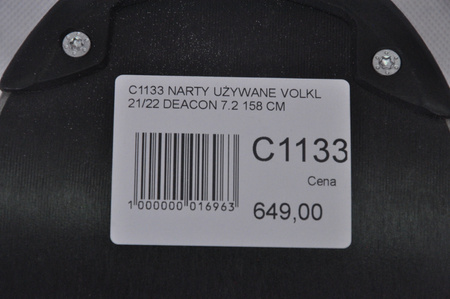 C1133 NARTY UŻYWANE VOLKL
21/22 DEACON 7.2 158 CM
C1133
Cena
1 000000 016963
649,00